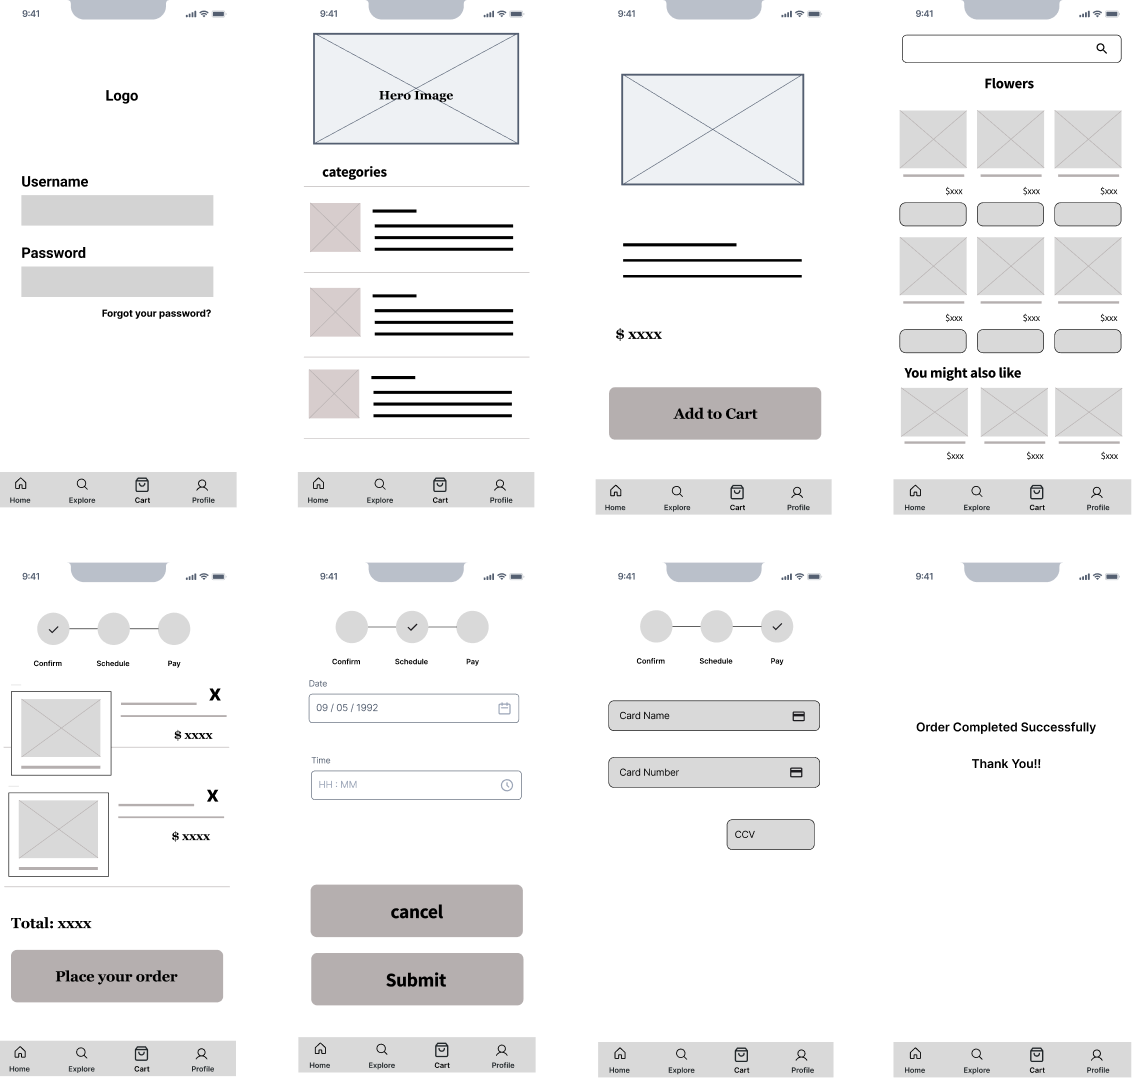 9:41
Logo
Username
Password
Forgot your password?
Home Explore Cart Profile
9:41
Hero Image
categories
Home Explore Cart Profile
9:41
$ xxxx
Add to Cart
Home Explore Cart Profile
9:41
Flowers
$xxx $xxx $xxx
$xxx $xxx $xxx
You might also like
$xxx $xxx $xxx
Home Explore Cart Profile
9:41
Confirm Schedule Pay
X
$ xxxx
X
$ xxxx
Total: xxxx
Place your order
Home Explore Cart Profile
9:41
Confirm Schedule Pay
Date
09 / 05 / 1992
Time
HH : MM
cancel
Submit
Home Explore Cart Profile
9:41
Confirm Schedule Pay
Card Name
Card Number
CCV
Home Explore Cart Profile
9:41
Order Completed Successfully
Thank You!!
Home Explore Cart Profile